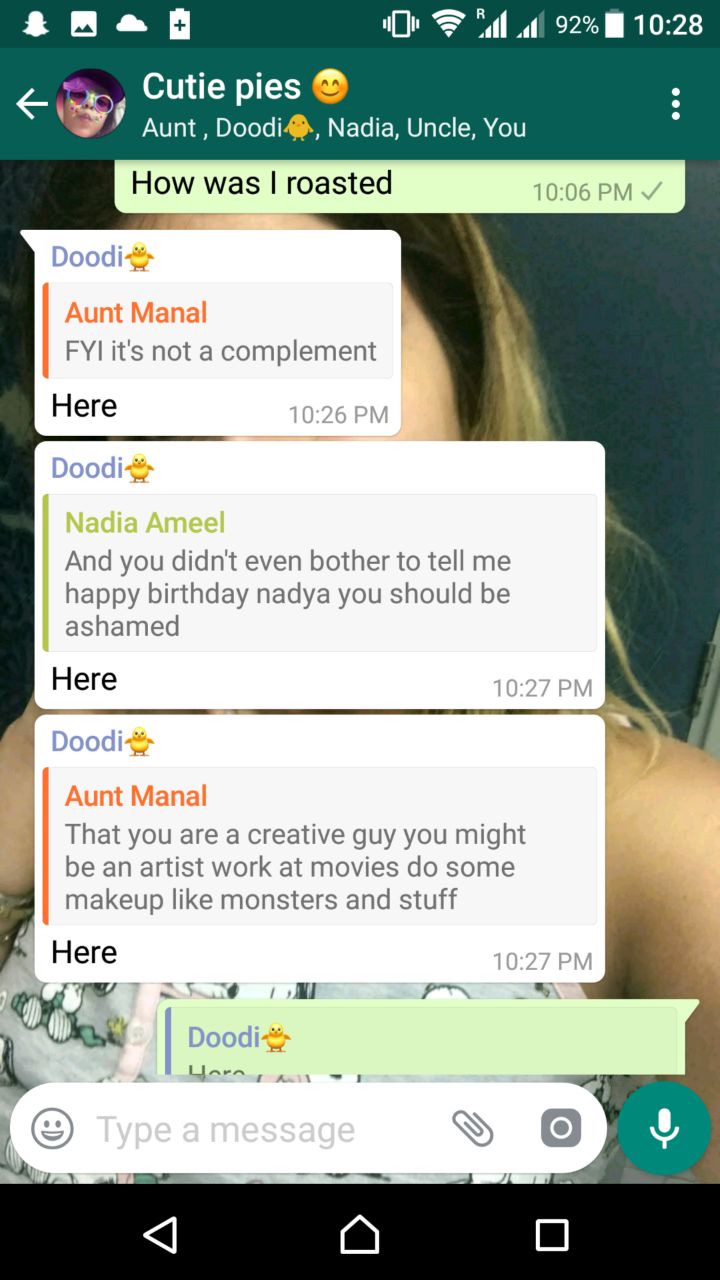 R 92% 10:28
Cutie pies 😊
Aunt , Doodi🐥, Nadia, Uncle, You
How was I roasted
10:06 PM
Doodi🐥
Aunt Manal
FYI it's not a complement
Here
10:26 PM
Doodi🐥
Nadia Ameel
And you didn't even bother to tell me
happy birthday nadya you should be
ashamed
Here
10:27 PM
Doodi🐥
Aunt Manal
That you are a creative guy you might
be an artist work at movies do some
makeup like monsters and stuff
Here
10:27 PM
Doodi🐥
Here
Type a message